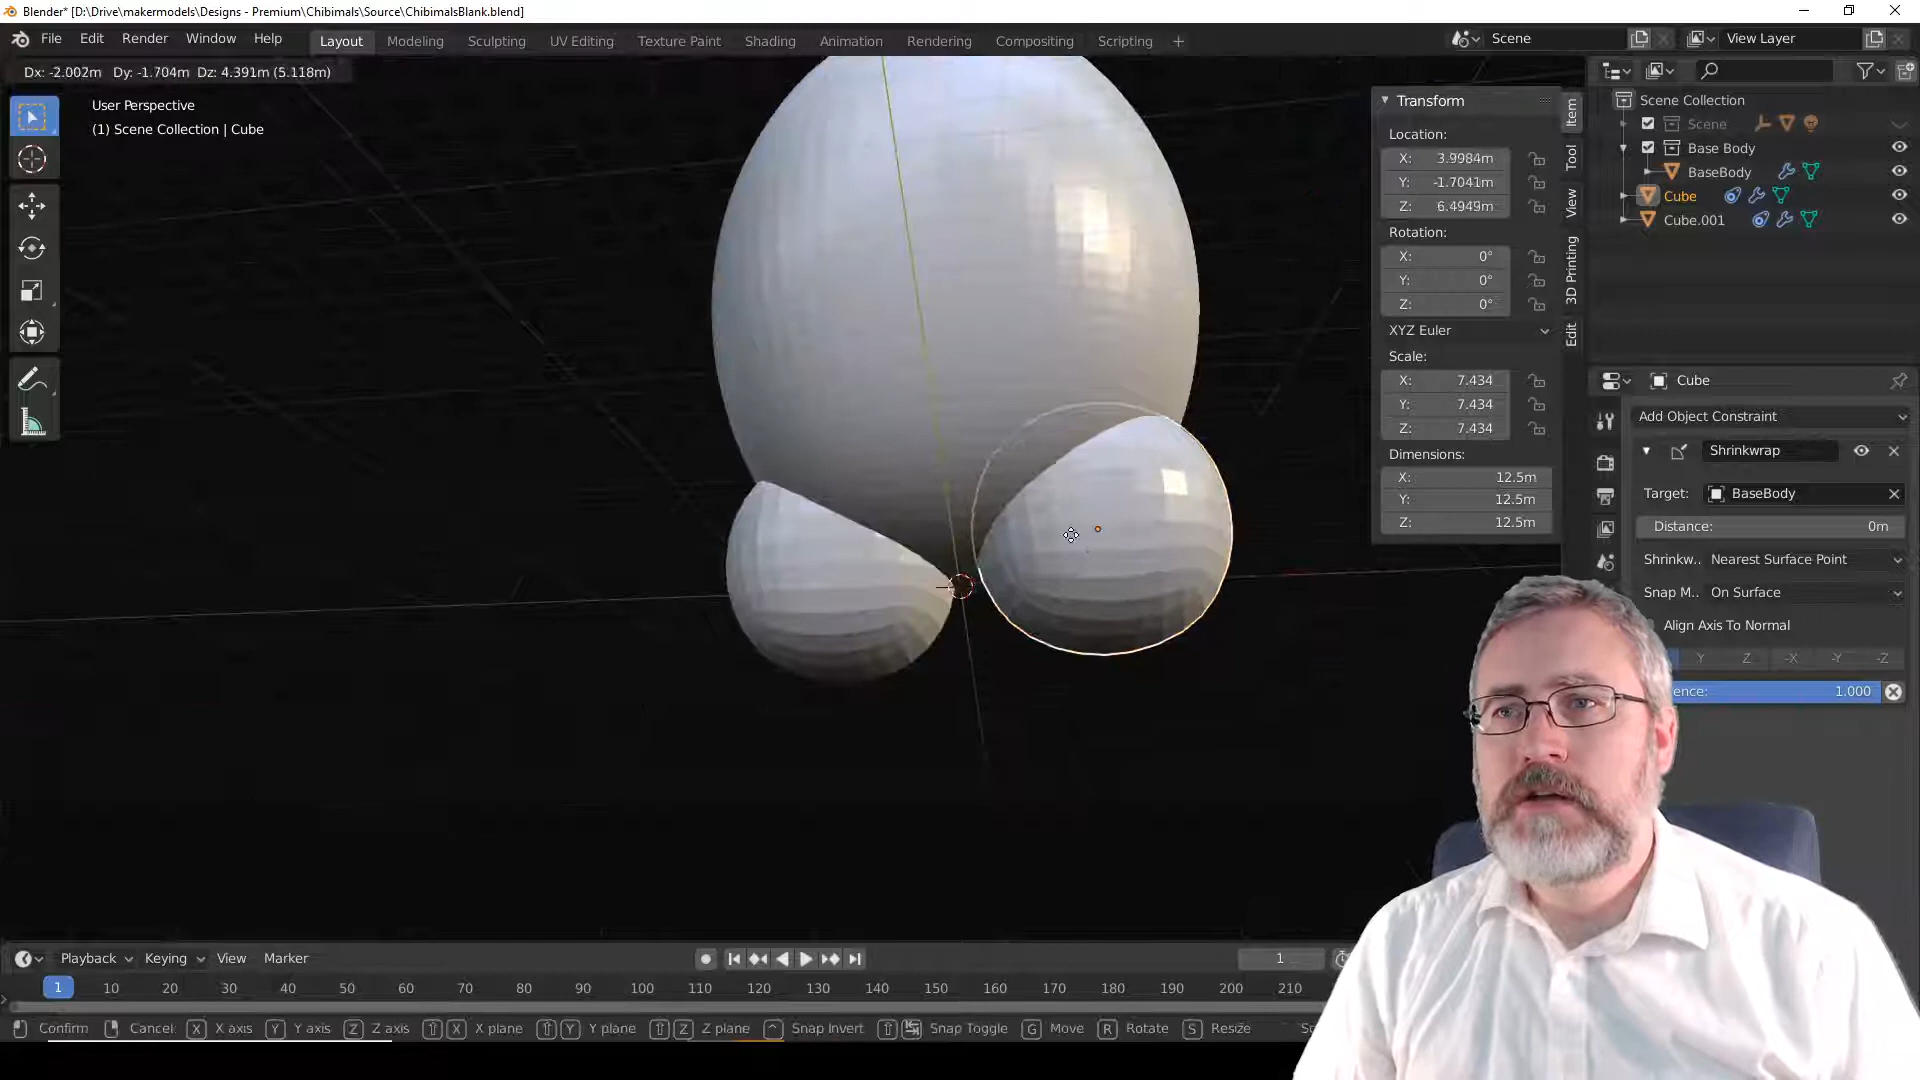 Blender* [D:\Drive\makermodels\Designs - Premium\Chibimals\Source\ChibimalsBlank.blend]
File Edit Render Window Help Layout Modeling Sculpting UV Editing Texture Paint Shading Animation Rendering Compositing Scripting + Scene View Layer
Dx: -2.002m Dy: -1.704m Dz: 4.391m (5.118m)
User Perspective
(1) Scene Collection | Cube
Transform
Location:
X: 3.9984m
Y: -1.7041m
Z: 6.4949m
Rotation:
X: 0°
Y: 0°
Z: 0°
XYZ Euler
Scale:
X: 7.434
Y: 7.434
Z: 7.434
Dimensions:
X: 12.5m
Y: 12.5m
Z: 12.5m
Item
Tool
View
3D Printing
Edit
Scene Collection
Scene
Base Body
BaseBody
Cube
Cube.001
Cube
Add Object Constraint
Shrinkwrap
Target: BaseBody
Distance: 0m
Shrinkw.. Nearest Surface Point
Snap M.. On Surface
Align Axis To Normal
Y Z -X -Y -Z
ence: 1.000
Playback Keying View Marker 1
1 10 20 30 40 50 60 70 80 90 100 110 120 130 140 150 160 170 180 190 200 210
Confirm Cancel: X X axis Y Y axis Z Z axis X X plane Y Y plane Z Z plane ^ Snap Invert Snap Toggle G Move R Rotate S Resize